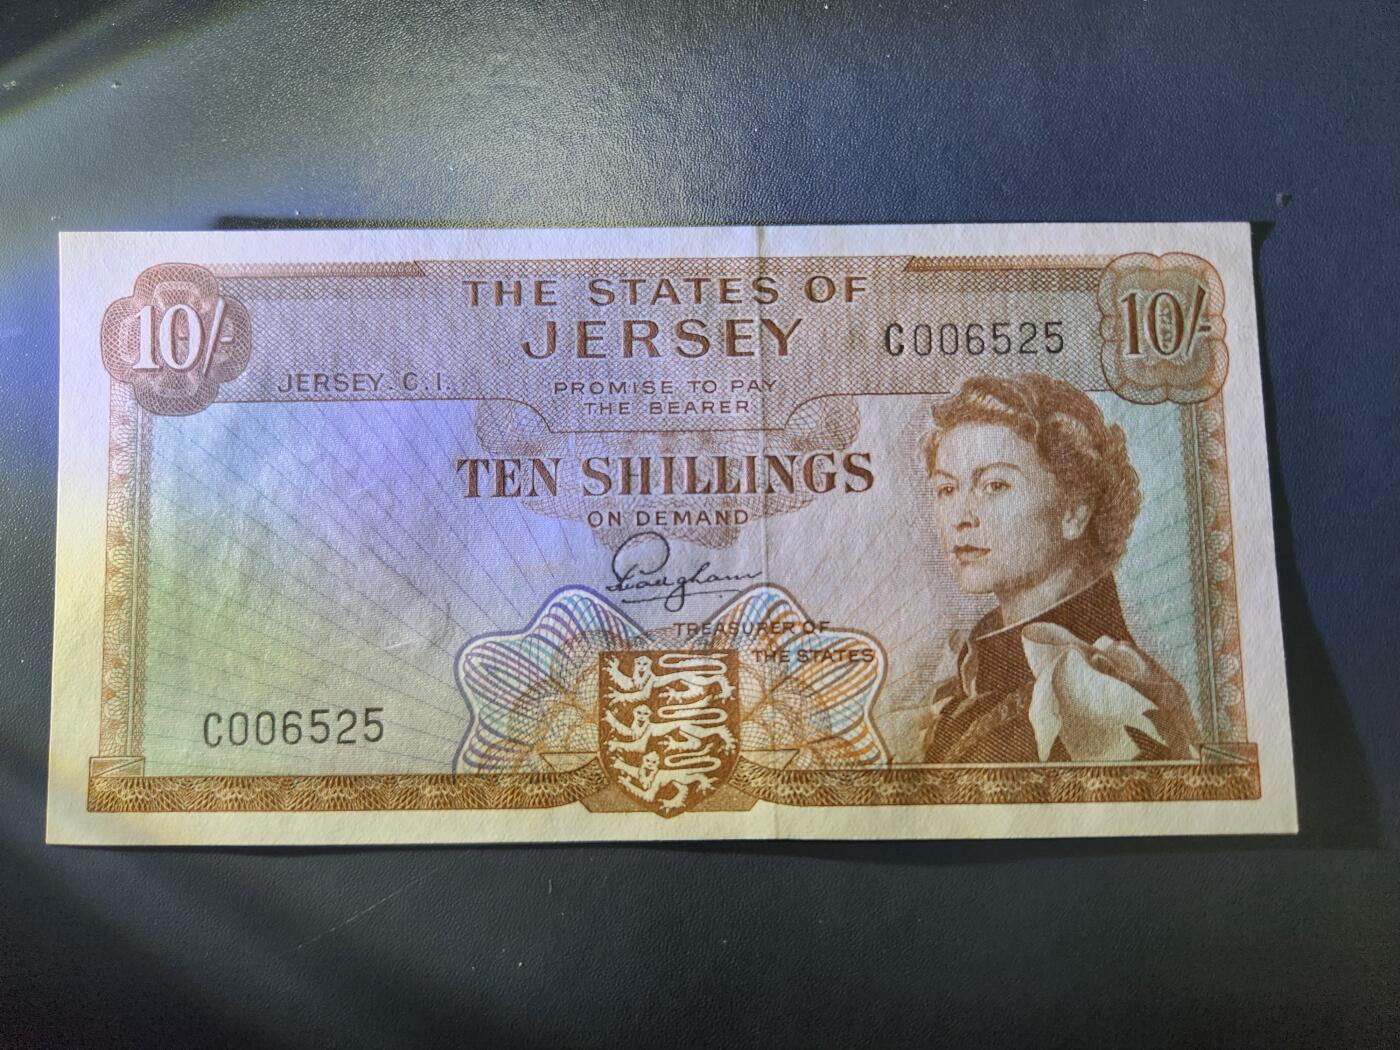 10/-
THE STATES OF
JERSEY
C006525
10/-
JERSEY. C.I.
PROMISE TO PAY
THE BEARER
TEN SHILLINGS
ON DEMAND
Padgham
TREASURER OF
THE STATES
C006525